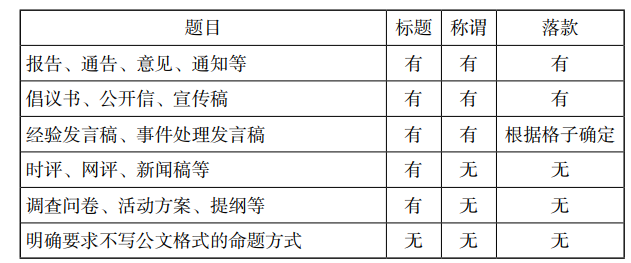 题目 标题 称谓 落款
报告、通告、意见、通知等 有 有 有
倡议书、公开信、宣传稿 有 有 有
经验发言稿、事件处理发言稿 有 有 根据格子确定
时评、网评、新闻稿等 有 无 无
调查问卷、活动方案、提纲等 有 无 无
明确要求不写公文格式的命题方式 无 无 无